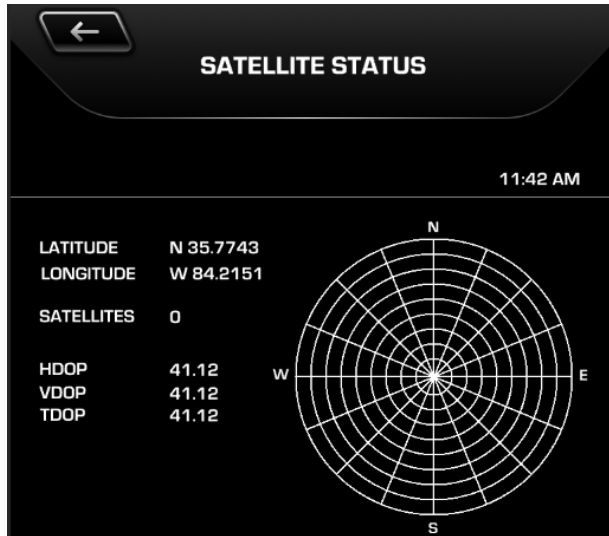 SATELLITE STATUS
11:42 AM
LATITUDE N 35.7743
LONGITUDE W 84.2151
SATELLITES 0
HDOP 41.12
VDOP 41.12
TDOP 41.12
N
W
E
S